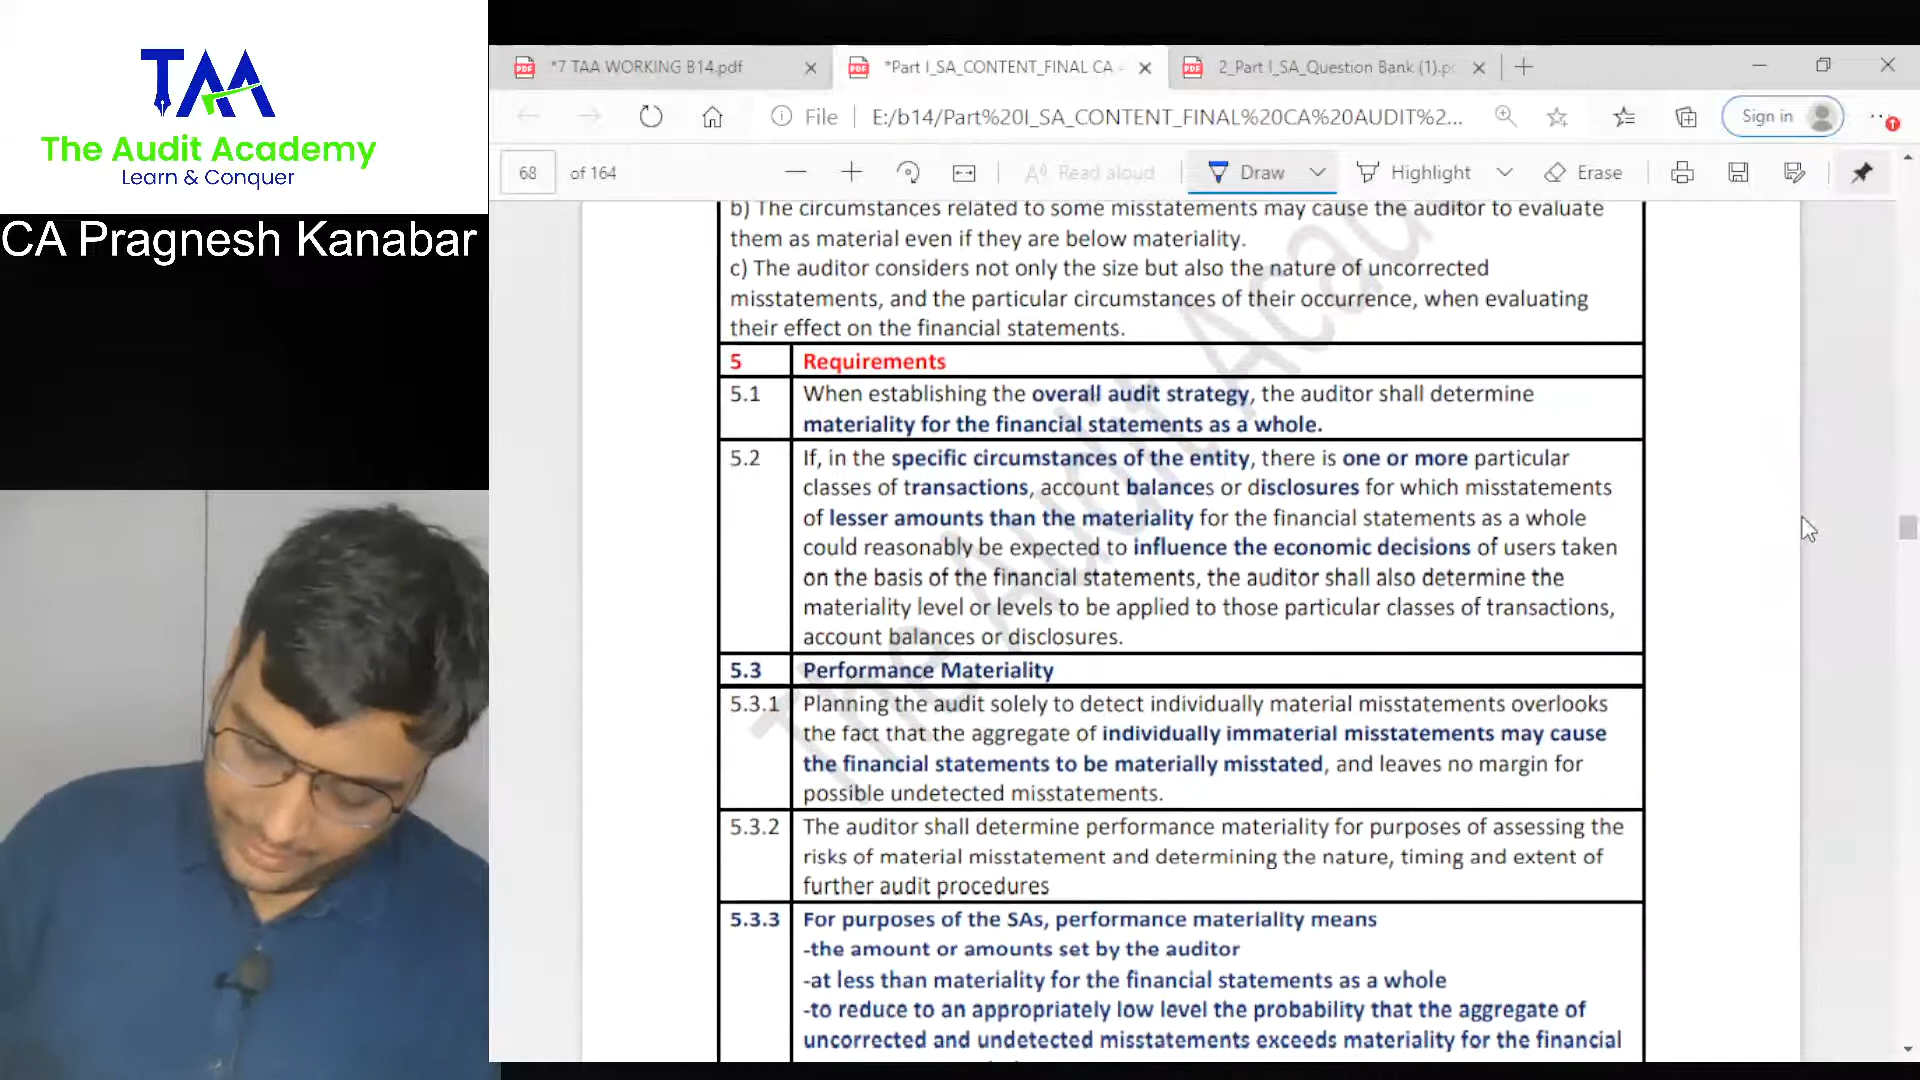 TAA
The Audit Academy
Learn & Conquer
CA Pragnesh Kanabar
*7 TAA WORKING B14.pdf
*Part I_SA_CONTENT_FINAL CA
2_Part I_SA_Question Bank (1).p
File
E:/b14/Part%20I_SA_CONTENT_FINAL%20CA%20AUDIT%2...
Sign in
68 of 164
Read aloud
Draw
Highlight
Erase
b) The circumstances related to some misstatements may cause the auditor to evaluate
them as material even if they are below materiality.
c) The auditor considers not only the size but also the nature of uncorrected
misstatements, and the particular circumstances of their occurrence, when evaluating
their effect on the financial statements.
5 Requirements
5.1 When establishing the overall audit strategy, the auditor shall determine
materiality for the financial statements as a whole.
5.2 If, in the specific circumstances of the entity, there is one or more particular
classes of transactions, account balances or disclosures for which misstatements
of lesser amounts than the materiality for the financial statements as a whole
could reasonably be expected to influence the economic decisions of users taken
on the basis of the financial statements, the auditor shall also determine the
materiality level or levels to be applied to those particular classes of transactions,
account balances or disclosures.
5.3 Performance Materiality
5.3.1 Planning the audit solely to detect individually material misstatements overlooks
the fact that the aggregate of individually immaterial misstatements may cause
the financial statements to be materially misstated, and leaves no margin for
possible undetected misstatements.
5.3.2 The auditor shall determine performance materiality for purposes of assessing the
risks of material misstatement and determining the nature, timing and extent of
further audit procedures
5.3.3 For purposes of the SAs, performance materiality means
-the amount or amounts set by the auditor
-at less than materiality for the financial statements as a whole
-to reduce to an appropriately low level the probability that the aggregate of
uncorrected and undetected misstatements exceeds materiality for the financial
The Audit Acad